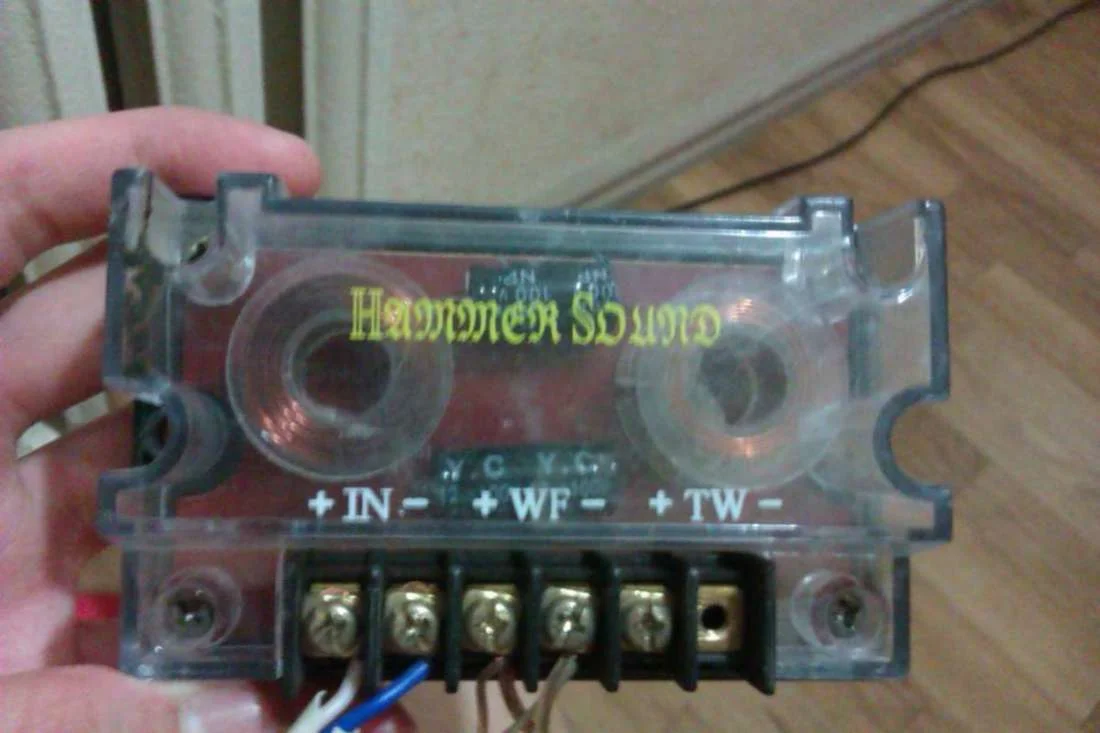 HAMMER SOUND
Y.C Y.C
+ IN - + WF - + TW -